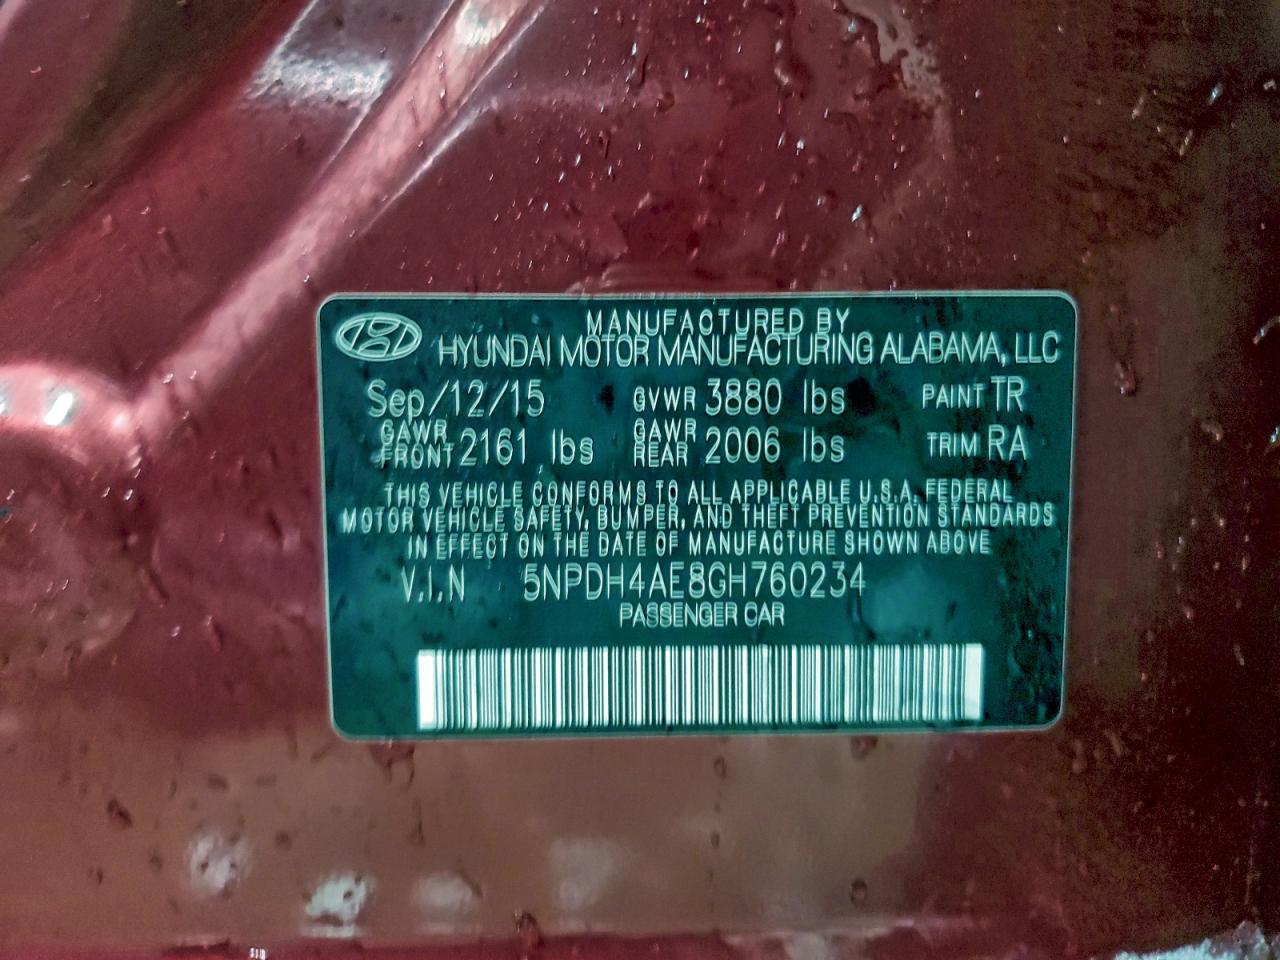 MANUFACTURED BY
HYUNDAI MOTOR MANUFACTURING ALABAMA, LLC
Sep/12/15 GVWR 3880 lbs PAINT TR
GAWR FRONT 2161 lbs GAWR REAR 2006 lbs TRIM RA
THIS VEHICLE CONFORMS TO ALL APPLICABLE U.S.A. FEDERAL
MOTOR VEHICLE SAFETY, BUMPER, AND THEFT PREVENTION STANDARDS
IN EFFECT ON THE DATE OF MANUFACTURE SHOWN ABOVE
V.I.N 5NPDH4AE8GH760234
PASSENGER CAR